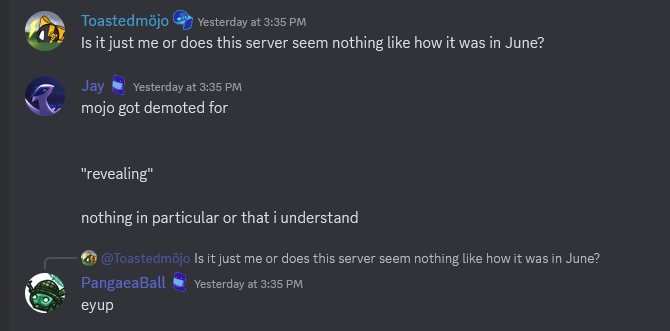 Toastedmöjo Yesterday at 3:35 PM
Is it just me or does this server seem nothing like how it was in June?
Jay Yesterday at 3:35 PM
mojo got demoted for
"revealing"
nothing in particular or that i understand
@Toastedmöjo Is it just me or does this server seem nothing like how it was in June?
PangaeaBall Yesterday at 3:35 PM
eyup